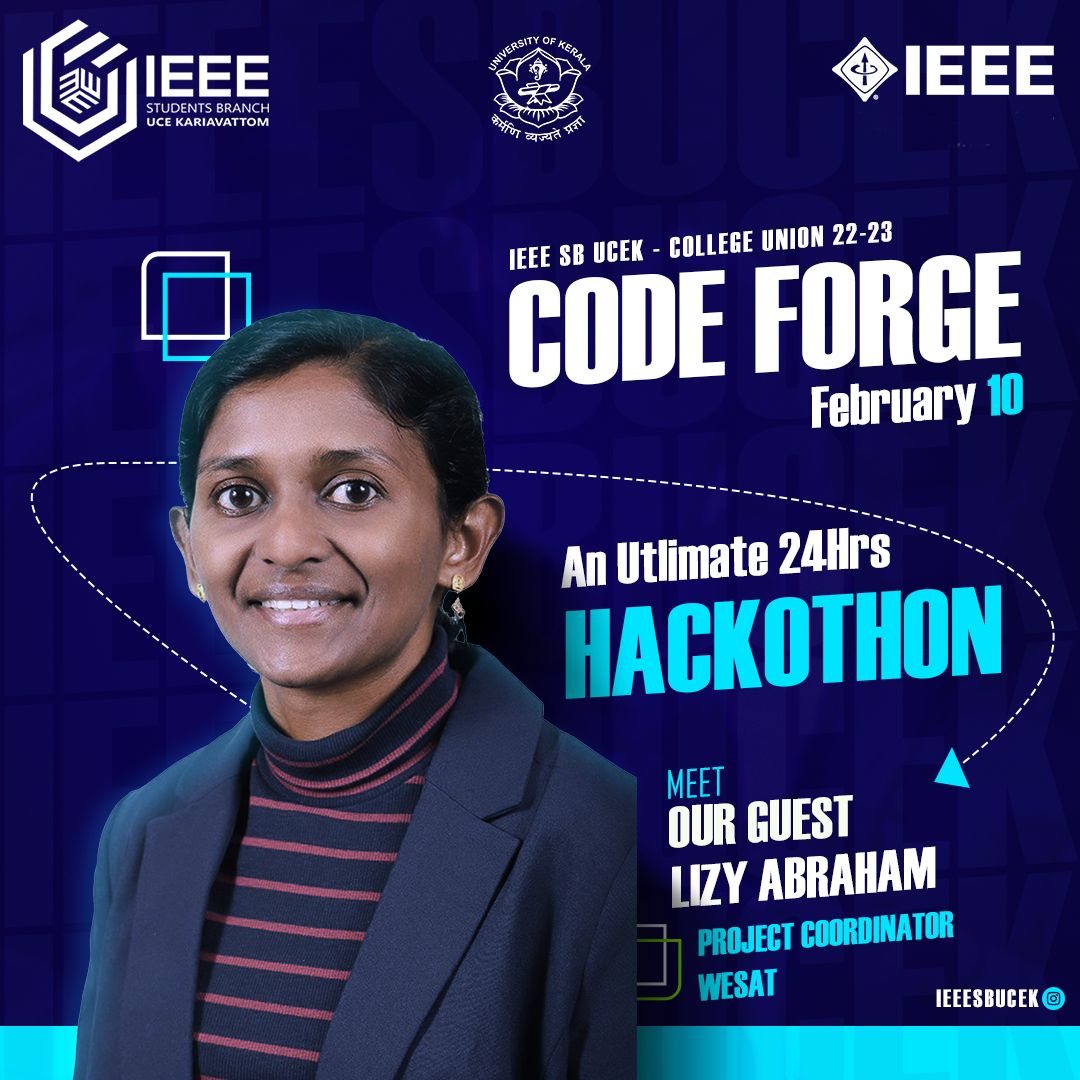 IEEE
STUDENTS BRANCH
UCE KARIAVATTOM
UNIVERSITY OF KERALA
कर्मणि व्यज्यते प्रज्ञा
IEEE
IEEE SB UCEK - COLLEGE UNION 22-23
CODE FORGE
February 10
An Utlimate 24Hrs
HACKOTHON
MEET
OUR GUEST
LIZY ABRAHAM
PROJECT COORDINATOR
WESAT
IEEESBUCEK